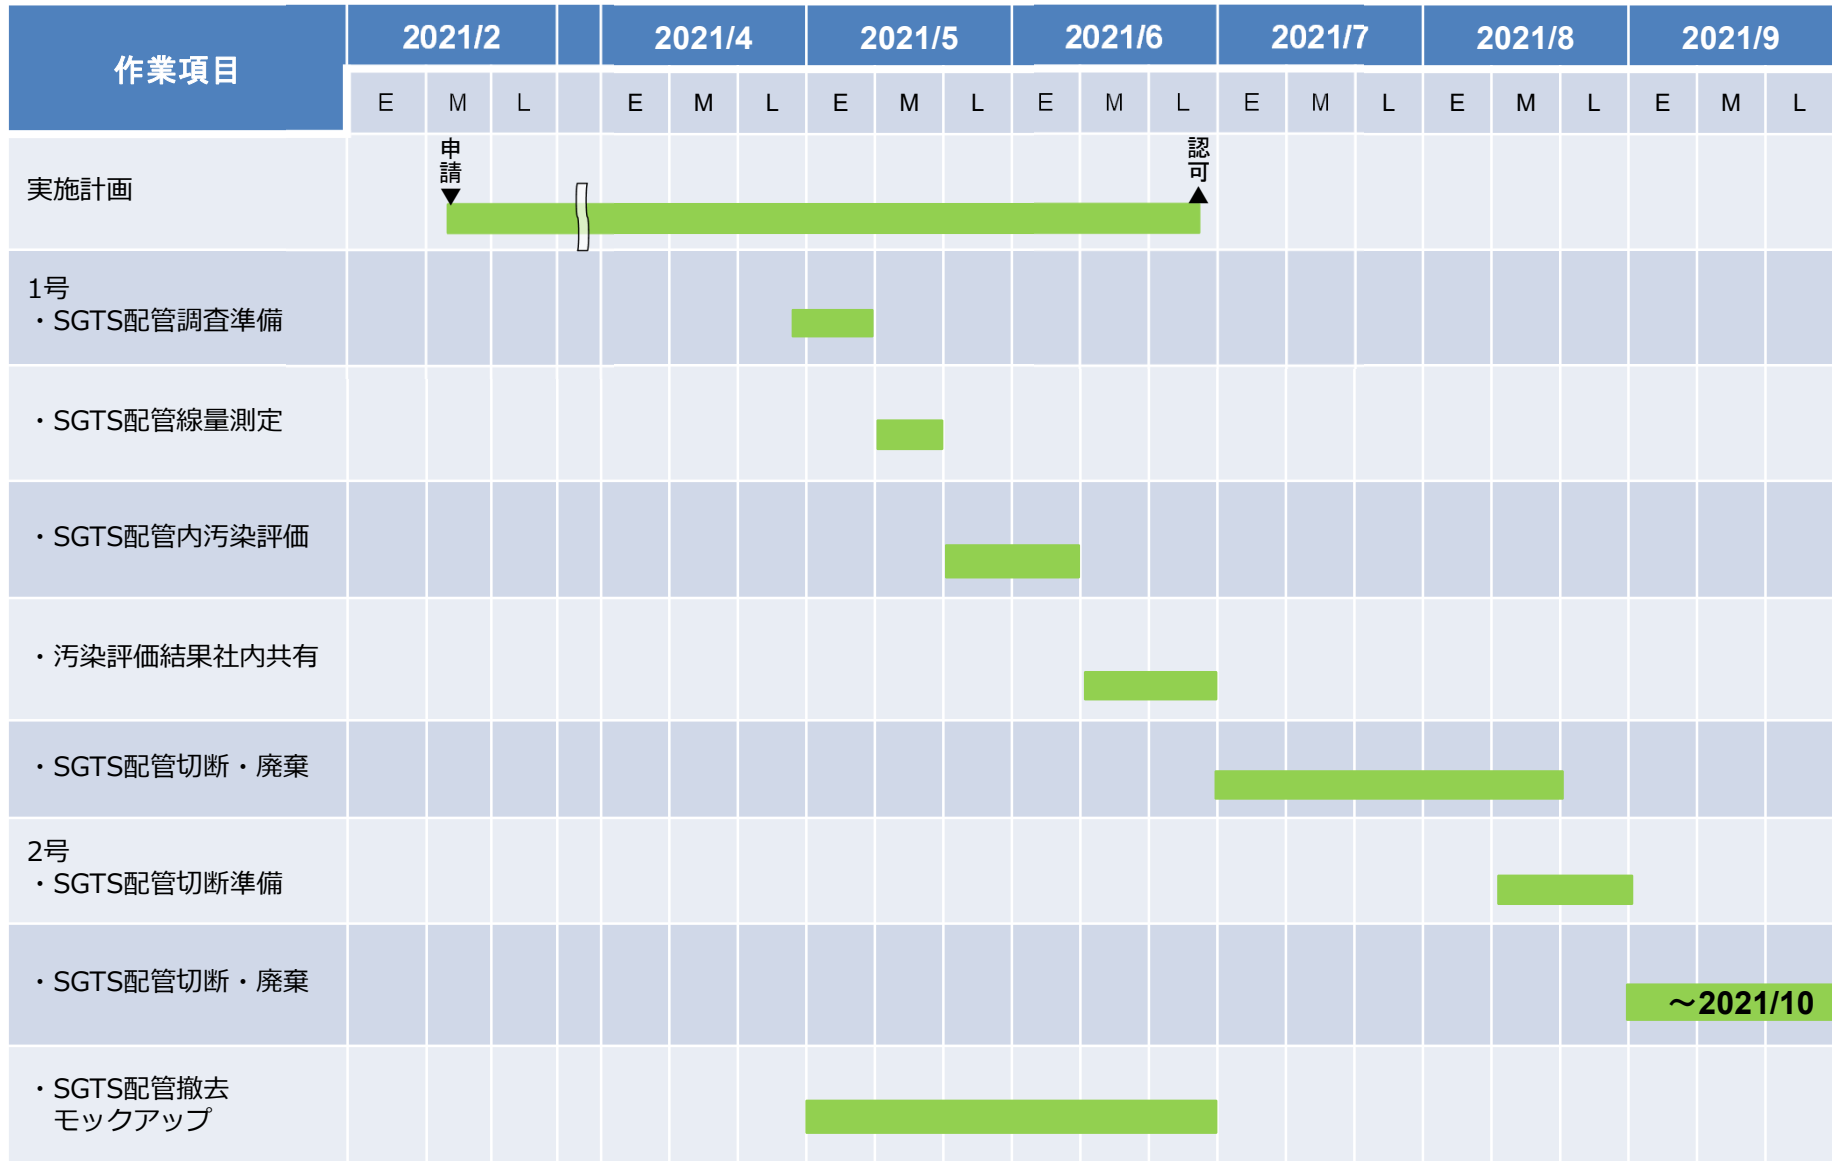 作業項目
2021/2 2021/4 2021/5 2021/6 2021/7 2021/8 2021/9
E M L E M L E M L E M L E M L E M L E M L
申請
認可
実施計画
1号
・SGTS配管調査準備
・SGTS配管線量測定
・SGTS配管内汚染評価
・汚染評価結果社内共有
・SGTS配管切断・廃棄
2号
・SGTS配管切断準備
・SGTS配管切断・廃棄
～2021/10
・SGTS配管撤去
モックアップ